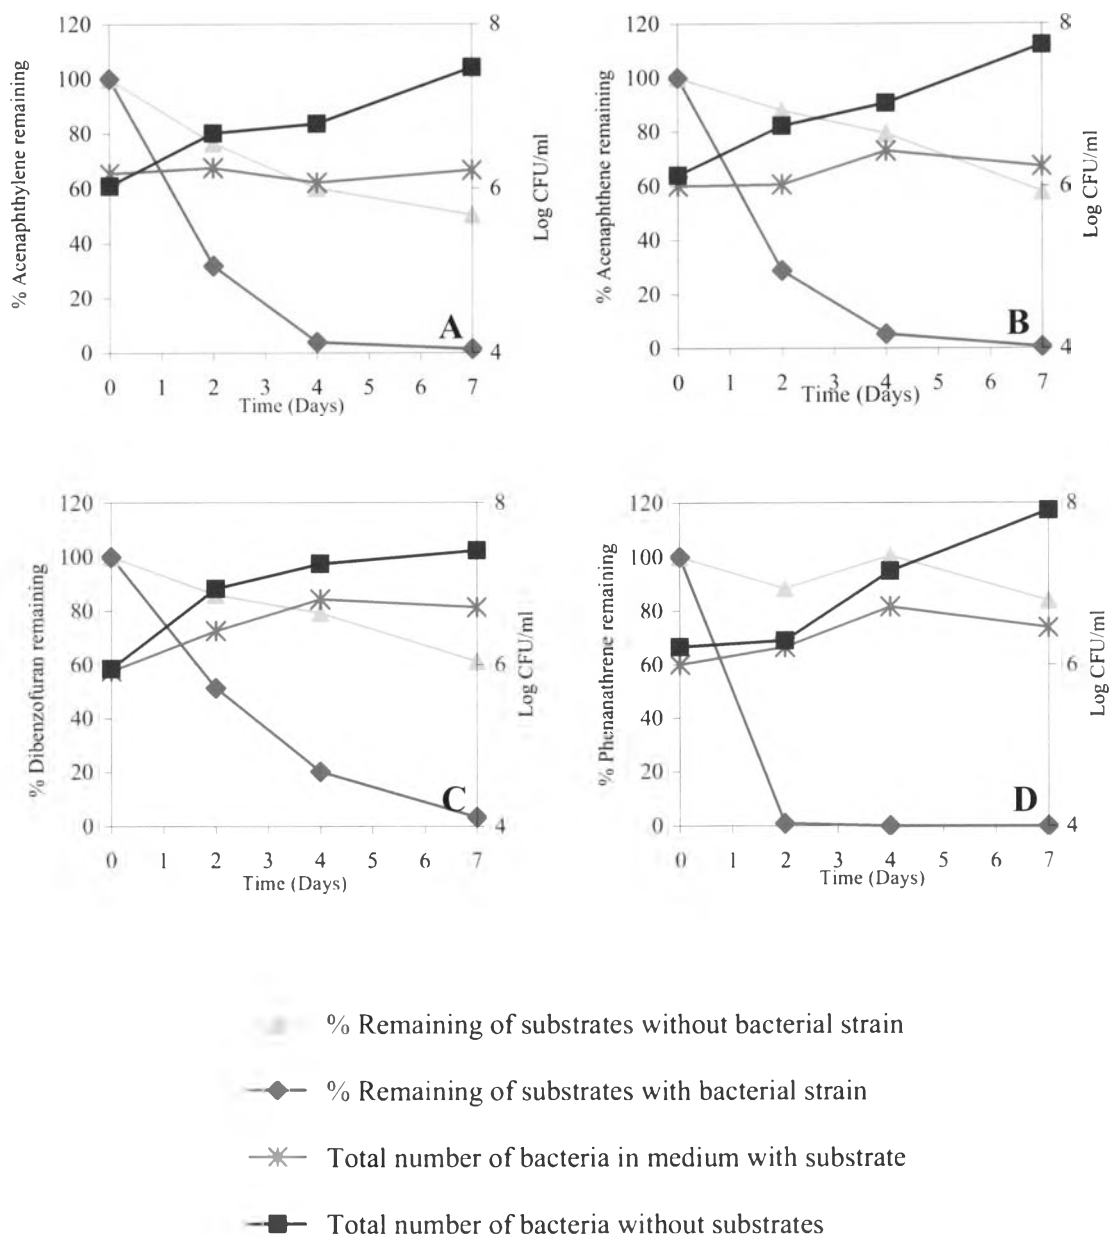 120
100
80
60
40
20
0
% Acenaphthylene remaining
8
6
4
Log CFU/ml
A
0 1 2 3 4 5 6 7
Time (Days)
120
100
80
60
40
20
0
% Acenaphthene remaining
8
6
4
Log CFU/ml
B
0 1 2 3 4 5 6 7
Time (Days)
120
100
80
60
40
20
0
% Dibenzofuran remaining
8
6
4
Log CFU/ml
C
0 1 2 3 4 5 6 7
Time (Days)
120
100
80
60
40
20
0
% Phenanathrene remaining
8
6
4
Log CFU/ml
D
0 1 2 3 4 5 6 7
Time (Days)
% Remaining of substrates without bacterial strain
% Remaining of substrates with bacterial strain
Total number of bacteria in medium with substrate
Total number of bacteria without substrates